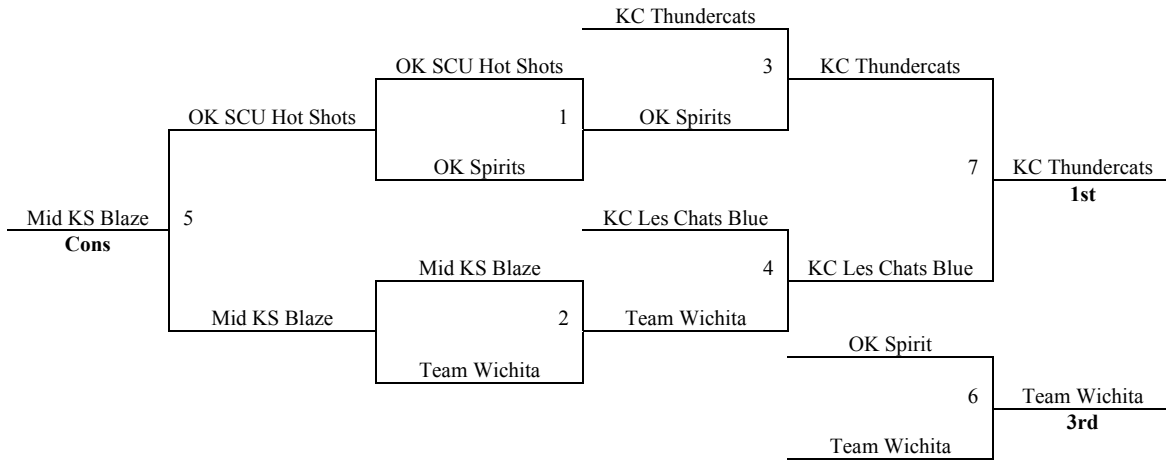 KC Thundercats
OK SCU Hot Shots
3
KC Thundercats
OK SCU Hot Shots
1
OK Spirits
OK Spirits
7
KC Thundercats
1st
Mid KS Blaze
5
KC Les Chats Blue
Cons
Mid KS Blaze
4
KC Les Chats Blue
Mid KS Blaze
2
Team Wichita
OK Spirit
Team Wichita
6
Team Wichita
3rd
Team Wichita